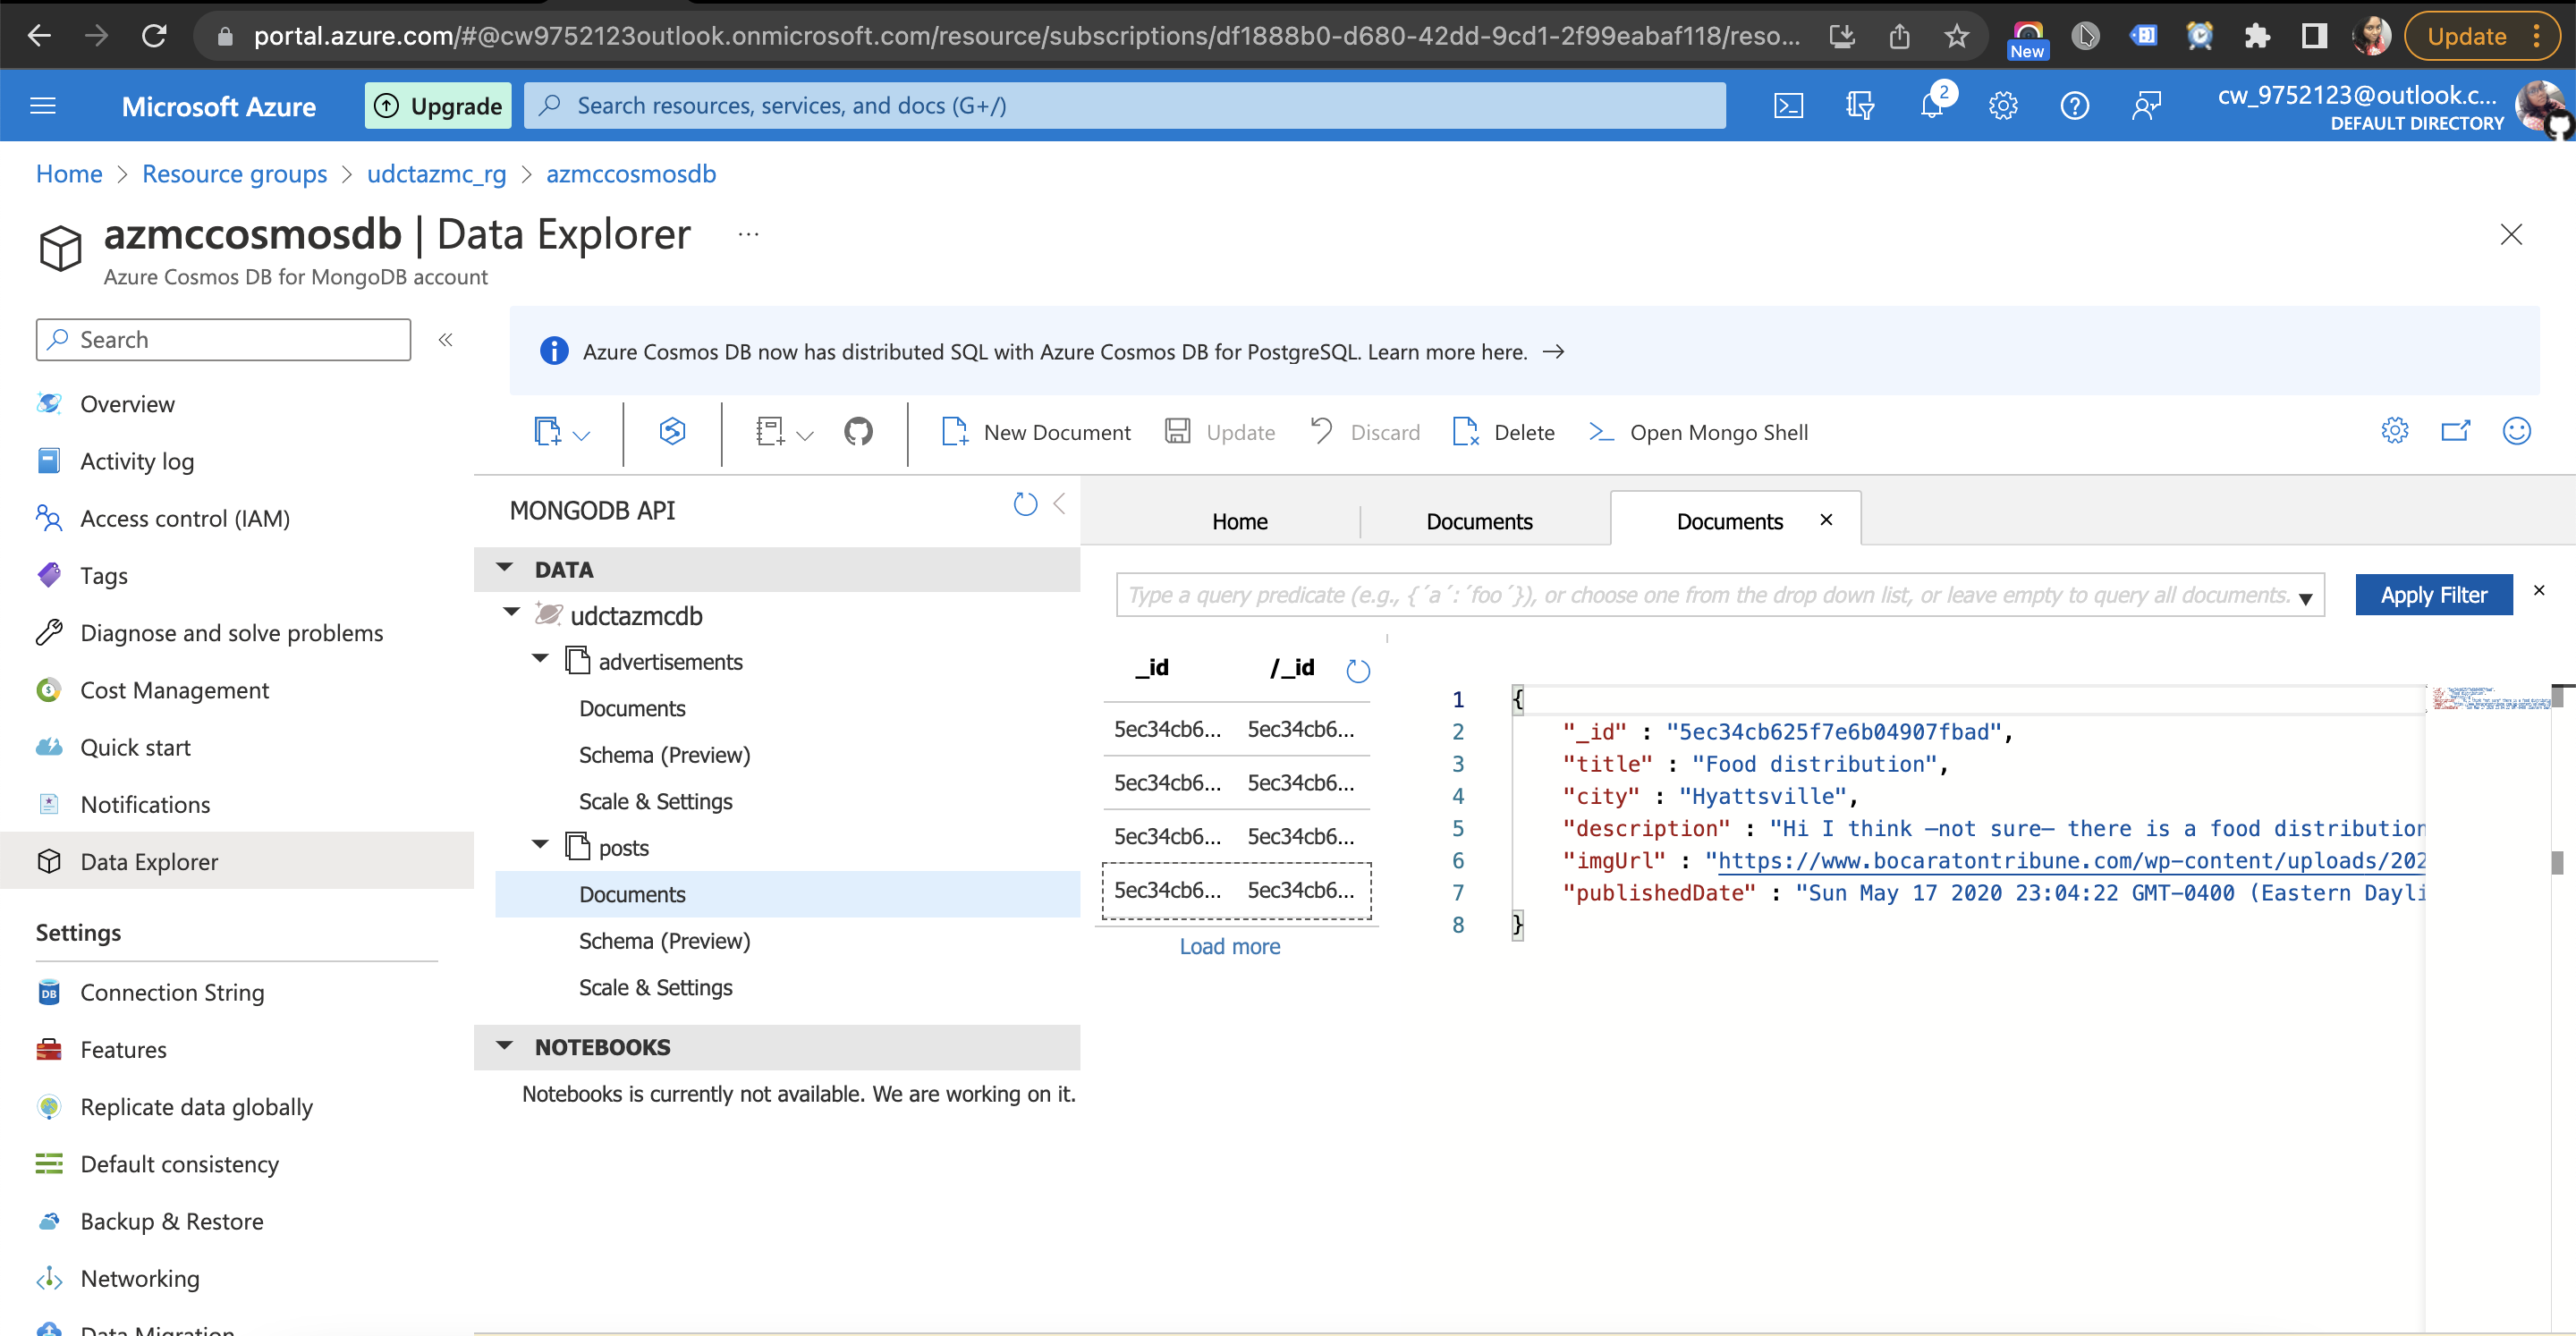 portal.azure.com/#@cw9752123outlook.onmicrosoft.com/resource/subscriptions/df1888b0-d680-42dd-9cd1-2f99eabaf118/reso...
New
Update
Microsoft Azure
Upgrade
Search resources, services, and docs (G+/)
2
cw_9752123@outlook.c...
DEFAULT DIRECTORY
Home > Resource groups > udctazmc_rg > azmccosmosdb
azmccosmosdb | Data Explorer ...
Azure Cosmos DB for MongoDB account
Search
«
Overview
Activity log
Access control (IAM)
Tags
Diagnose and solve problems
Cost Management
Quick start
Notifications
Data Explorer
Settings
Connection String
Features
Replicate data globally
Default consistency
Backup & Restore
Networking
Data Migration
Azure Cosmos DB now has distributed SQL with Azure Cosmos DB for PostgreSQL. Learn more here. →
New Document
Update
Discard
Delete
Open Mongo Shell
MONGODB API
DATA
udctazmcdb
advertisements
Documents
Schema (Preview)
Scale & Settings
posts
Documents
Schema (Preview)
Scale & Settings
NOTEBOOKS
Notebooks is currently not available. We are working on it.
Home
Documents
Documents
Type a query predicate (e.g., {´a´:´foo´}), or choose one from the drop down list, or leave empty to query all documents.
Apply Filter
_id /_id
5ec34cb6... 5ec34cb6...
5ec34cb6... 5ec34cb6...
5ec34cb6... 5ec34cb6...
5ec34cb6... 5ec34cb6...
Load more
1 {
2 "_id" : "5ec34cb625f7e6b04907fbad",
3 "title" : "Food distribution",
4 "city" : "Hyattsville",
5 "description" : "Hi I think —not sure— there is a food distribution
6 "imgUrl" : "https://www.bocaratontribune.com/wp-content/uploads/202
7 "publishedDate" : "Sun May 17 2020 23:04:22 GMT-0400 (Eastern Dayli
8 }